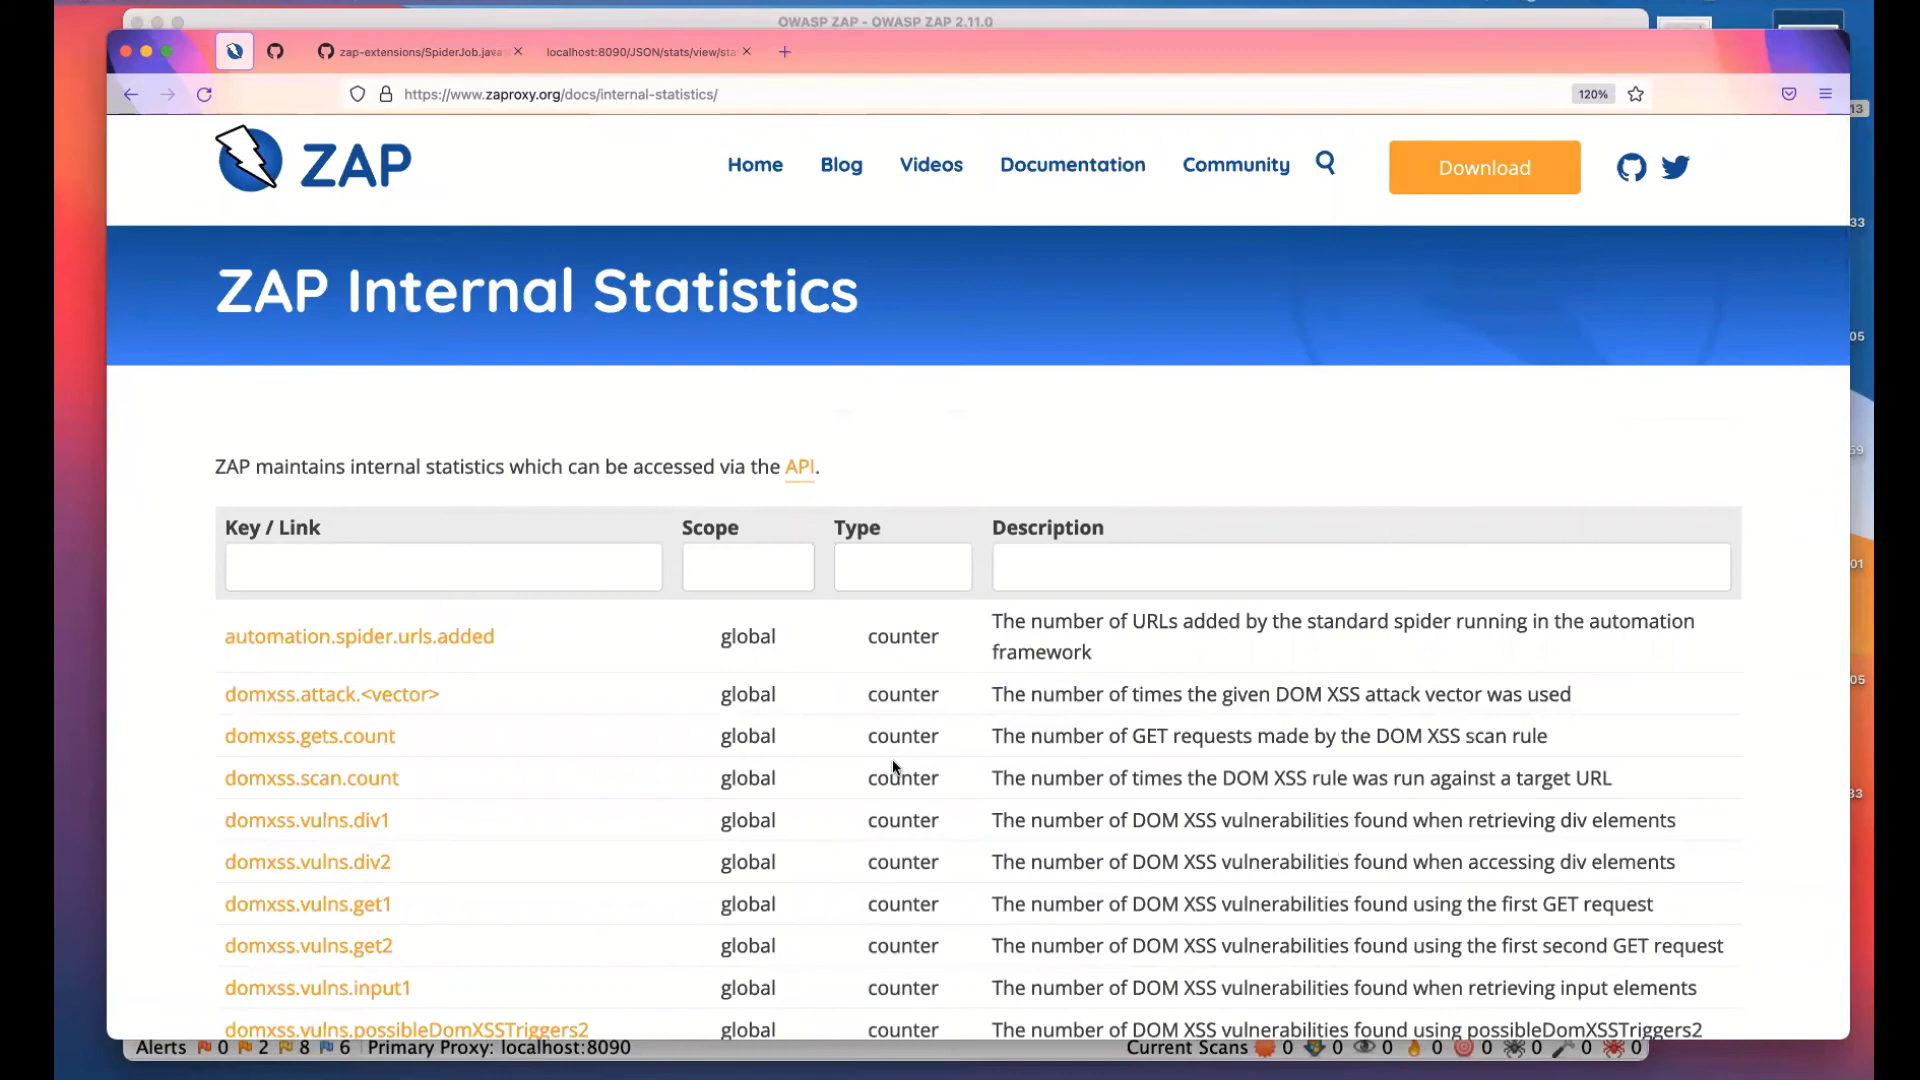 OWASP ZAP - OWASP ZAP 2.11.0
zap-extensions/SpiderJob.java
localhost:8090/JSON/stats/view/sta
https://www.zaproxy.org/docs/internal-statistics/
120%
13
ZAP
Home Blog Videos Documentation Community
Download
33
ZAP Internal Statistics
05
ZAP maintains internal statistics which can be accessed via the API.
59
Key / Link Scope Type Description
01
automation.spider.urls.added global counter The number of URLs added by the standard spider running in the automation
framework
05
domxss.attack.<vector> global counter The number of times the given DOM XSS attack vector was used
domxss.gets.count global counter The number of GET requests made by the DOM XSS scan rule
domxss.scan.count global counter The number of times the DOM XSS rule was run against a target URL
33
domxss.vulns.div1 global counter The number of DOM XSS vulnerabilities found when retrieving div elements
domxss.vulns.div2 global counter The number of DOM XSS vulnerabilities found when accessing div elements
domxss.vulns.get1 global counter The number of DOM XSS vulnerabilities found using the first GET request
domxss.vulns.get2 global counter The number of DOM XSS vulnerabilities found using the first second GET request
domxss.vulns.input1 global counter The number of DOM XSS vulnerabilities found when retrieving input elements
domxss.vulns.possibleDomXSSTriggers2 global counter The number of DOM XSS vulnerabilities found using possibleDomXSSTriggers2
Alerts 0 2 8 6 Primary Proxy: localhost:8090 Current Scans 0 0 0 0 0 0 0 0